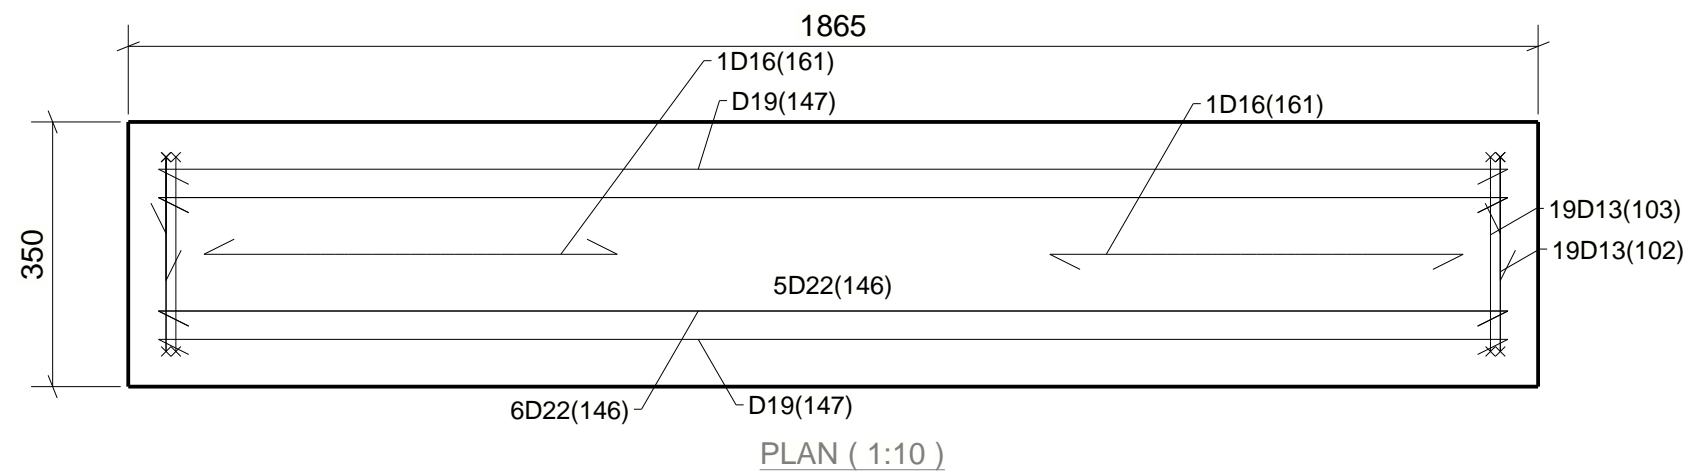 1865
1D16(161)
D19(147)
1D16(161)
19D13(103)
350
19D13(102)
5D22(146)
6D22(146)
D19(147)
PLAN ( 1:10 )